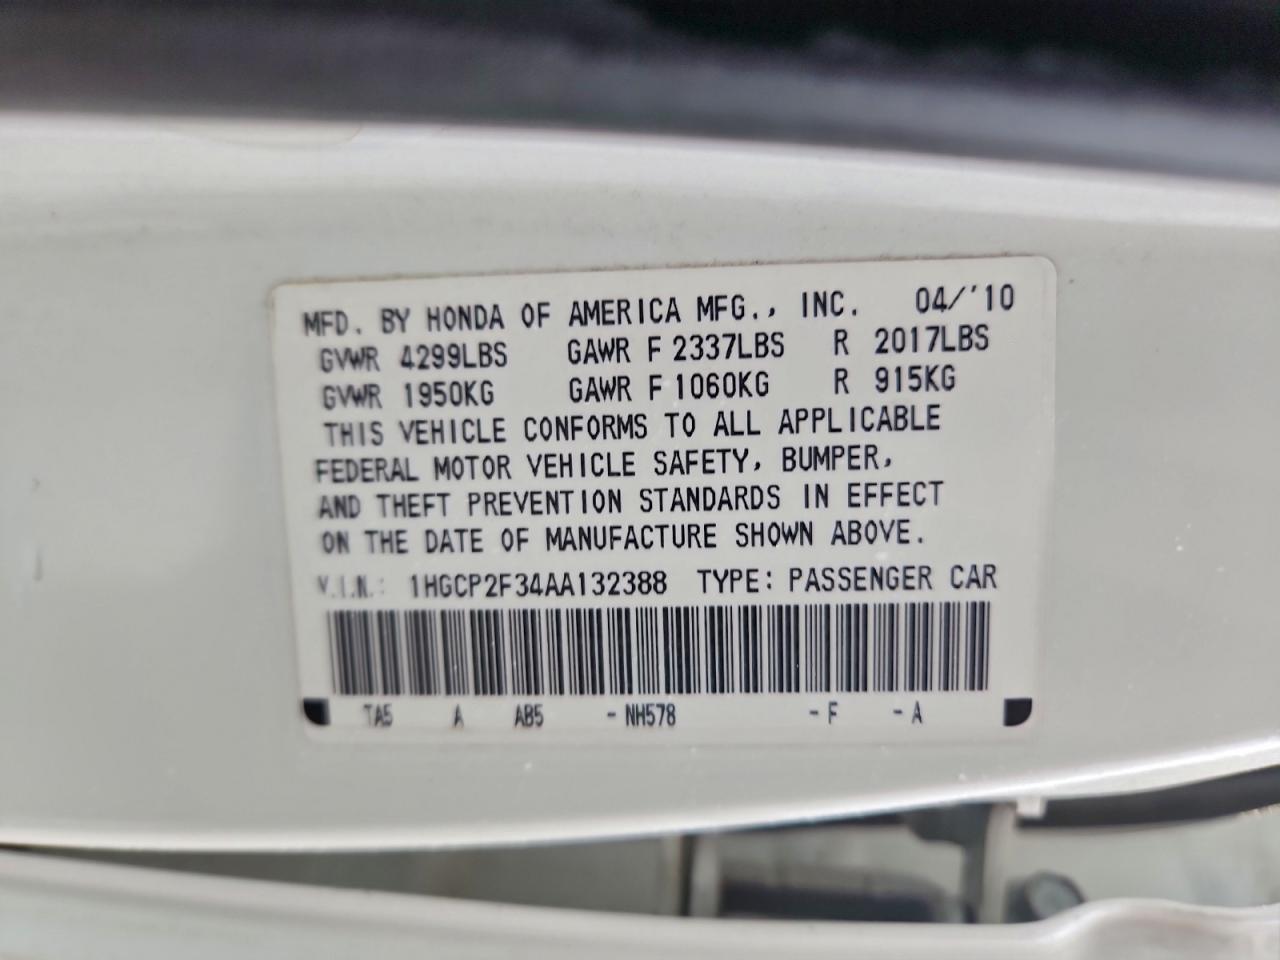 MFD. BY HONDA OF AMERICA MFG., INC. 04/'10
GVWR 4299LBS GAWR F 2337LBS R 2017LBS
GVWR 1950KG GAWR F 1060KG R 915KG
THIS VEHICLE CONFORMS TO ALL APPLICABLE
FEDERAL MOTOR VEHICLE SAFETY, BUMPER,
AND THEFT PREVENTION STANDARDS IN EFFECT
ON THE DATE OF MANUFACTURE SHOWN ABOVE.
V.I.N.: 1HGCP2F34AA132388 TYPE: PASSENGER CAR
TA5 A AB5 -NH578 -F -A